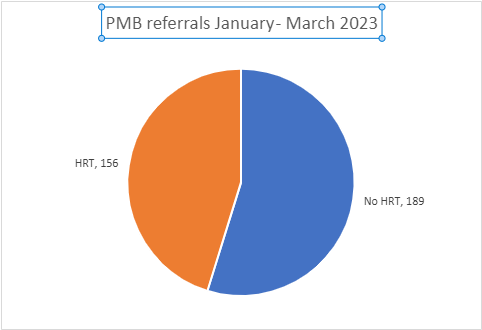 PMB referrals January- March 2023
HRT, 156
No HRT, 189